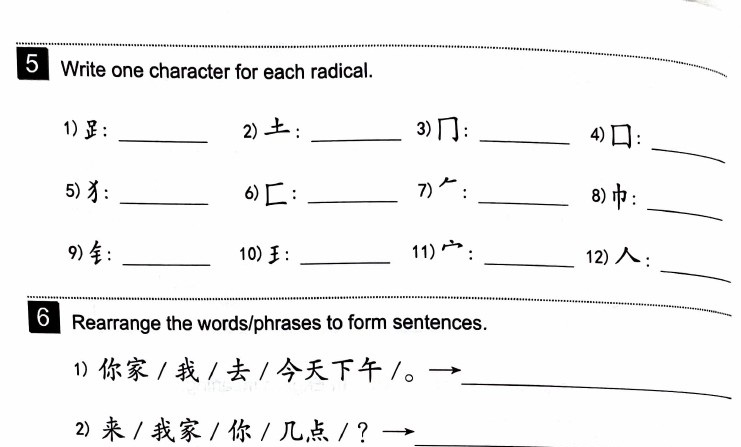 5 Write one character for each radical.
1) 𧾷: ________ 2) 土: ________ 3) 冂: ________ 4) 囗: ________
5) 犭: ________ 6) 匚: ________ 7) 𠂉: ________ 8) 巾: ________
9) 钅: ________ 10) 王: ________ 11) 宀: ________ 12) 人: ________
6 Rearrange the words/phrases to form sentences.
1) 你家 / 我 / 去 / 今天下午 /。→ ________
2) 来 / 我家 / 你 / 几点 / ? → ________